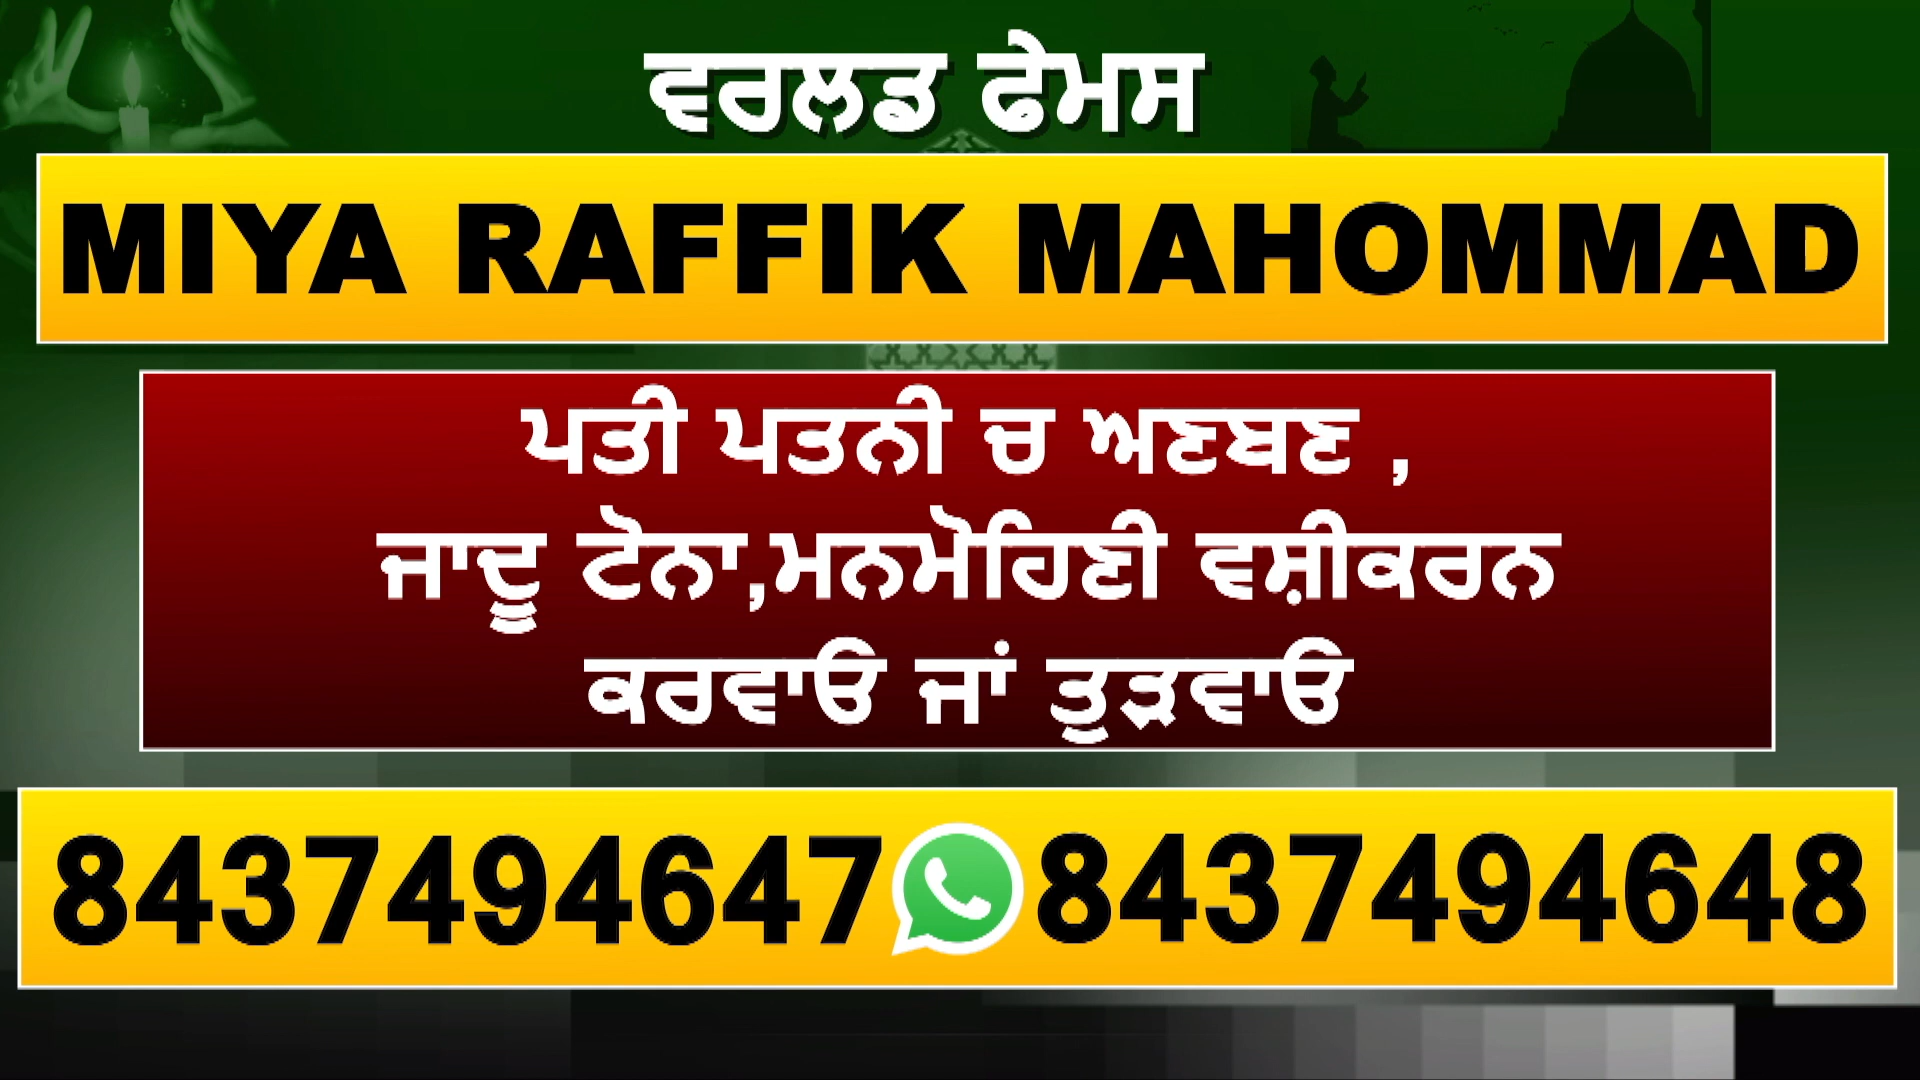 ਵਰਲਡ ਫੇਮਸ
MIYA RAFFIK MAHOMMAD
ਪਤੀ ਪਤਨੀ ਚ ਅਣਬਣ ,
ਜਾਦੂ ਟੋਨਾ,ਮਨਮੋਹਿਣੀ ਵਸ਼ੀਕਰਨ
ਕਰਵਾਓ ਜਾਂ ਤੁੜਵਾਓ
8437494647 8437494648